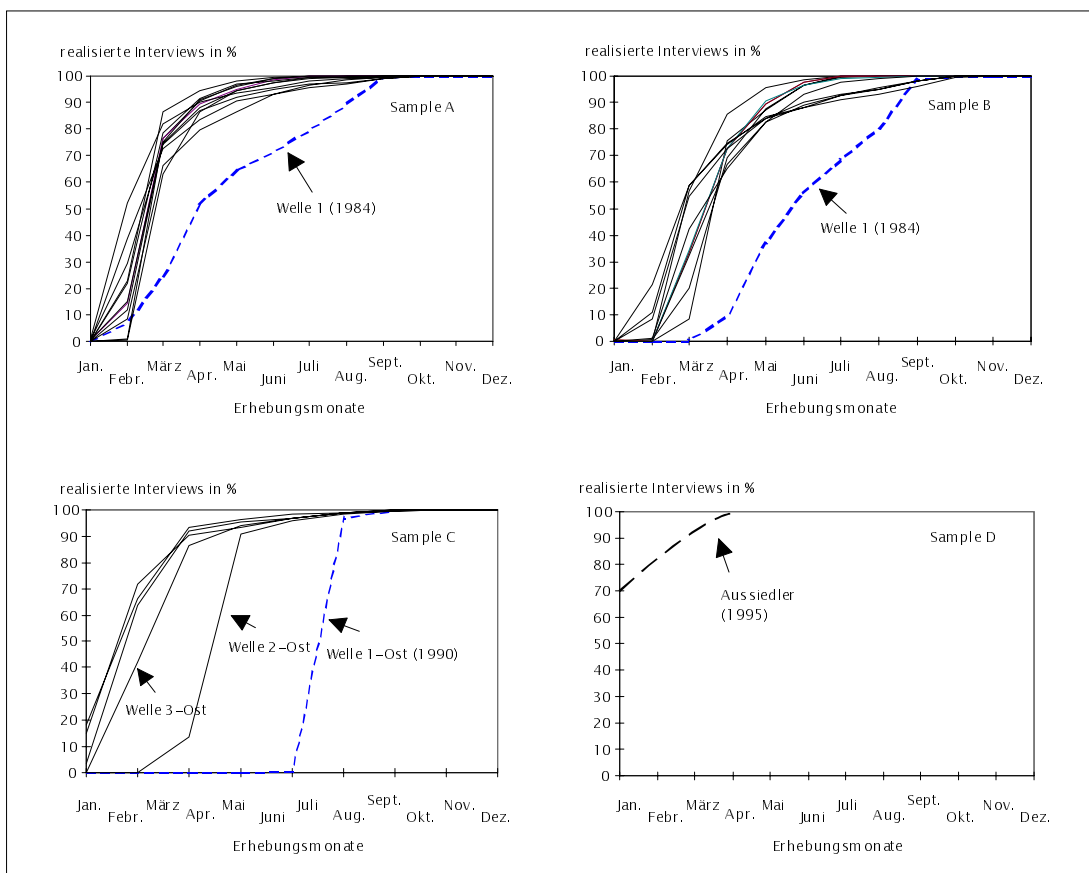 realisierte Interviews in %
100
90
80
70
60
50
40
30
20
10
0
Sample A
Welle 1 (1984)
Jan. Febr. März Apr. Mai Juni Juli Aug. Sept. Okt. Nov. Dez.
Erhebungsmonate
realisierte Interviews in %
100
90
80
70
60
50
40
30
20
10
0
Sample B
Welle 1 (1984)
Jan. Febr. März Apr. Mai Juni Juli Aug. Sept. Okt. Nov. Dez.
Erhebungsmonate
realisierte Interviews in %
100
90
80
70
60
50
40
30
20
10
0
Sample C
Welle 2–Ost
Welle 1–Ost (1990)
Welle 3–Ost
Jan. Febr. März Apr. Mai Juni Juli Aug. Sept. Okt. Nov. Dez.
Erhebungsmonate
realisierte Interviews in %
100
90
80
70
60
50
40
30
20
10
0
Sample D
Aussiedler
(1995)
Jan. Febr. März Apr. Mai Juni Juli Aug. Sept. Okt. Nov. Dez.
Erhebungsmonate